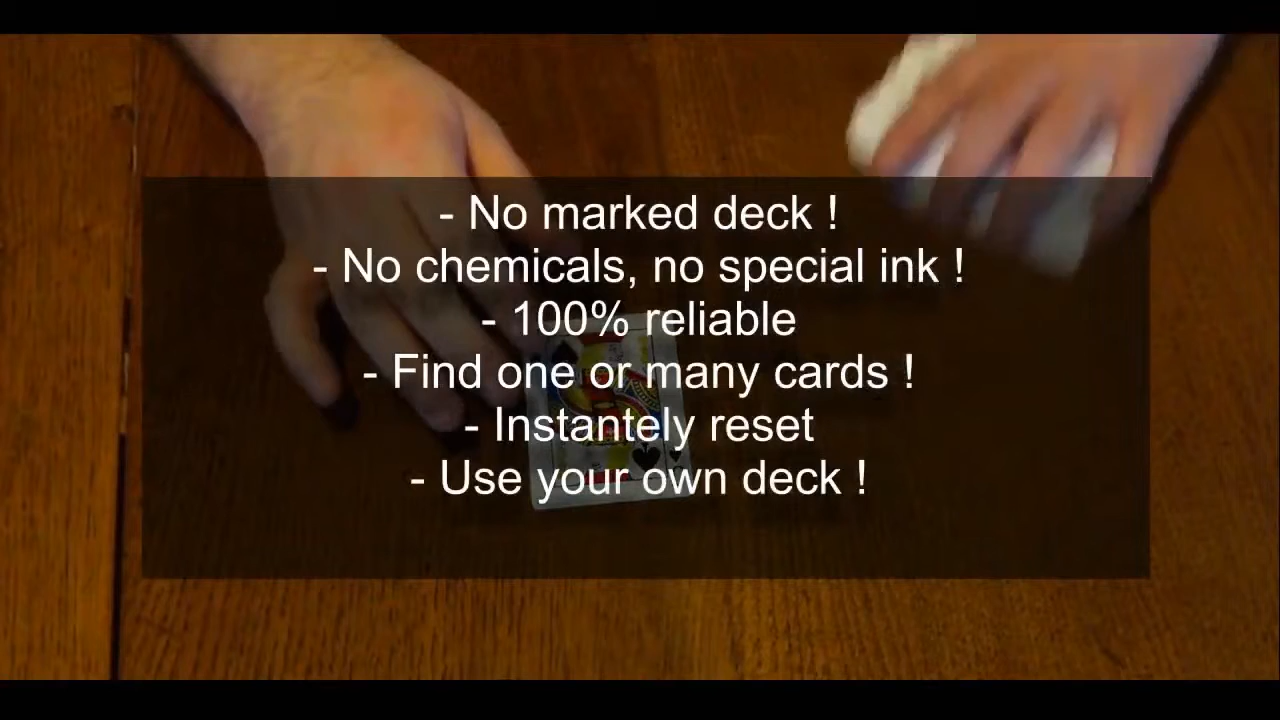 - No marked deck !
- No chemicals, no special ink !
- 100% reliable
- Find one or many cards !
- Instantely reset
- Use your own deck !